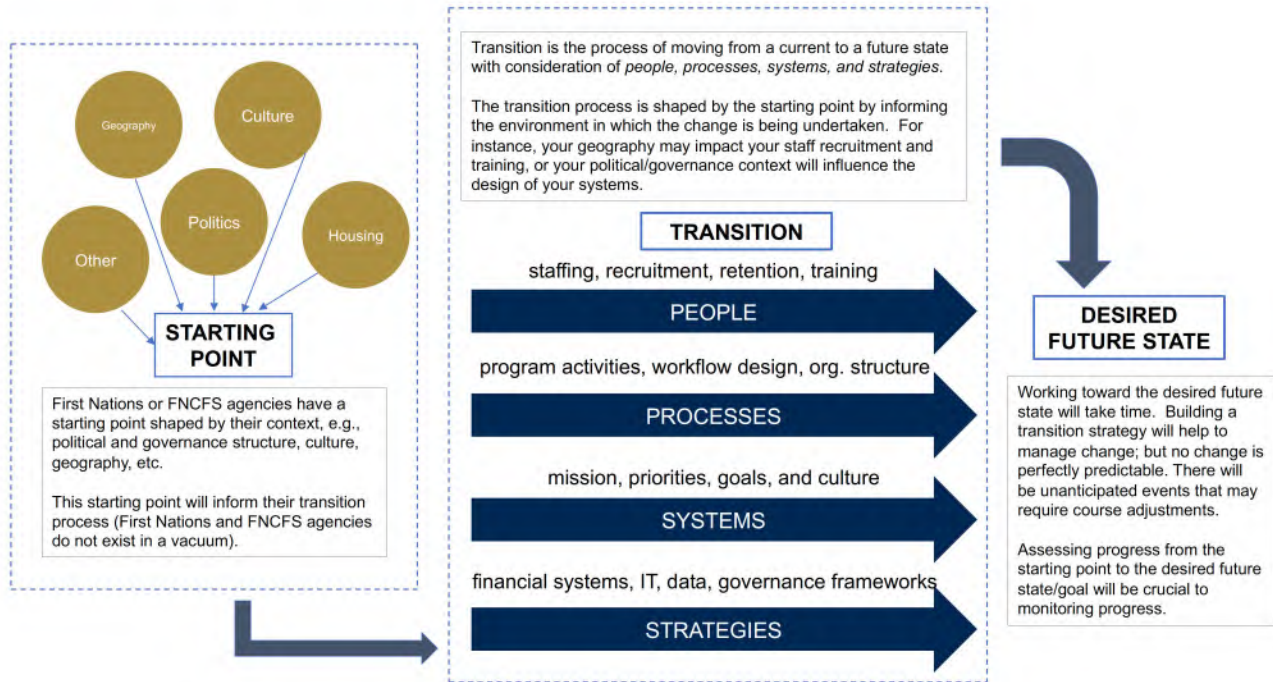 Geography
Culture
Politics
Housing
Other
STARTING
POINT
First Nations or FNCFS agencies have a
starting point shaped by their context, e.g.,
political and governance structure, culture,
geography, etc.
This starting point will inform their transition
process (First Nations and FNCFS agencies
do not exist in a vacuum).
Transition is the process of moving from a current to a future state
with consideration of people, processes, systems, and strategies.
The transition process is shaped by the starting point by informing
the environment in which the change is being undertaken. For
instance, your geography may impact your staff recruitment and
training, or your political/governance context will influence the
design of your systems.
TRANSITION
staffing, recruitment, retention, training
PEOPLE
program activities, workflow design, org. structure
PROCESSES
mission, priorities, goals, and culture
SYSTEMS
financial systems, IT, data, governance frameworks
STRATEGIES
DESIRED
FUTURE STATE
Working toward the desired future
state will take time. Building a
transition strategy will help to
manage change; but no change is
perfectly predictable. There will
be unanticipated events that may
require course adjustments.
Assessing progress from the
starting point to the desired future
state/goal will be crucial to
monitoring progress.